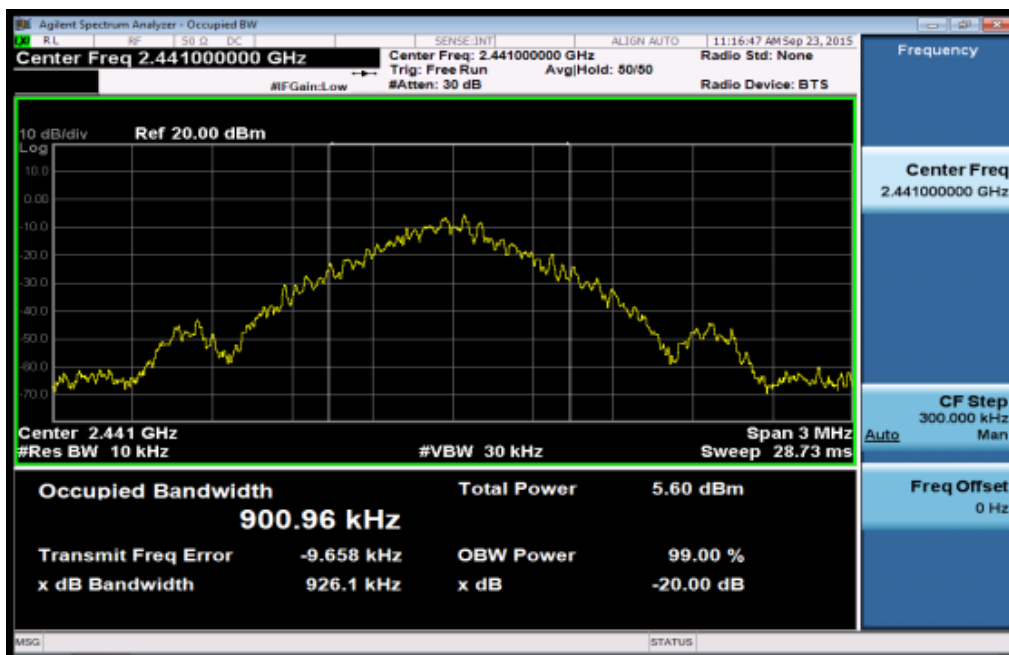 Agilent Spectrum Analyzer - Occupied BW
RL RF 50 Ω DC SENSE:INT ALIGN AUTO 11:16:47 AM Sep 23, 2015
Center Freq 2.441000000 GHz
Center Freq: 2.441000000 GHz Radio Std: None
Trig: Free Run Avg|Hold: 50/50
#IFGain:Low #Atten: 30 dB Radio Device: BTS
10 dB/div Ref 20.00 dBm
Log
10.0
0.00
-10.0
-20.0
-30.0
-40.0
-50.0
-60.0
-70.0
Center 2.441 GHz Span 3 MHz
#Res BW 10 kHz #VBW 30 kHz Sweep 28.73 ms
Occupied Bandwidth Total Power 5.60 dBm
900.96 kHz
Transmit Freq Error -9.658 kHz OBW Power 99.00 %
x dB Bandwidth 926.1 kHz x dB -20.00 dB
MSG STATUS
Frequency
Center Freq
2.441000000 GHz
CF Step
300.000 kHz
Auto Man
Freq Offset
0 Hz